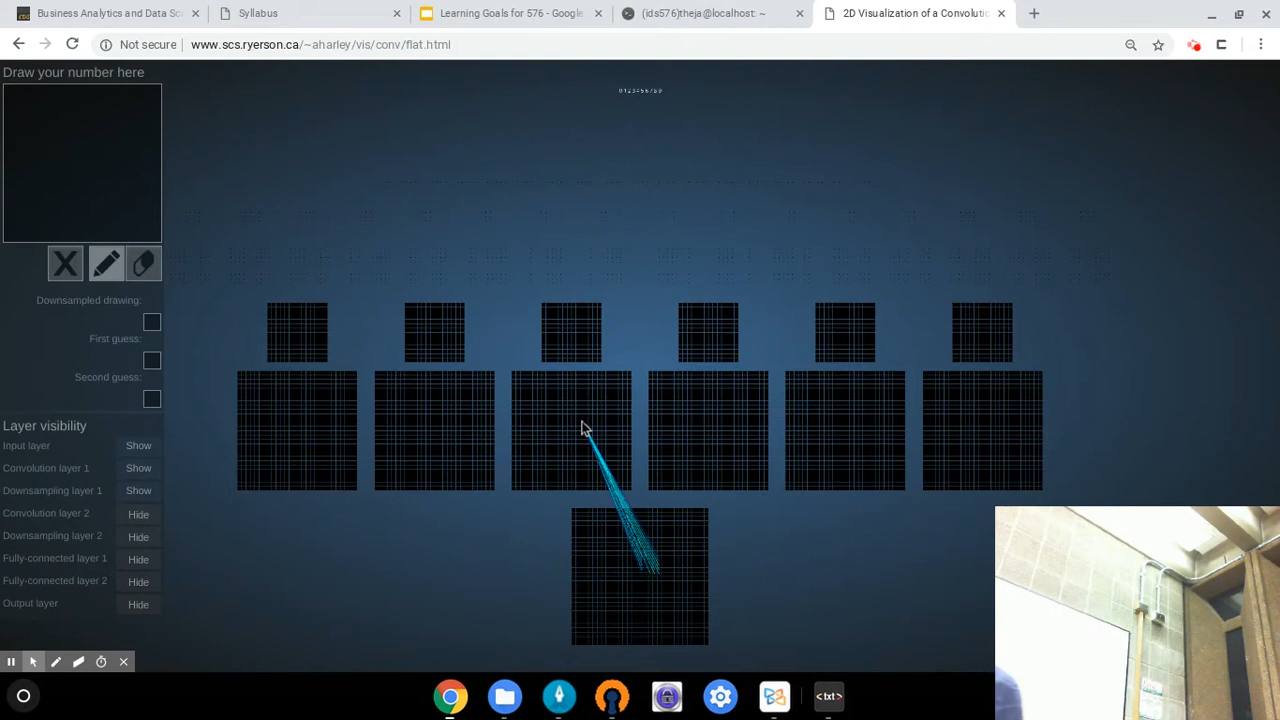 Business Analytics and Data Sc
Syllabus
Learning Goals for 576 - Google
(ids576)theja@localhost: ~
2D Visualization of a Convolutic
Not secure
www.scs.ryerson.ca/~aharley/vis/conv/flat.html
Draw your number here
0123456789
Downsampled drawing:
First guess:
Second guess:
Layer visibility
Input layer Show
Convolution layer 1 Show
Downsampling layer 1 Show
Convolution layer 2 Hide
Downsampling layer 2 Hide
Fully-connected layer 1 Hide
Fully-connected layer 2 Hide
Output layer Hide
<txt>